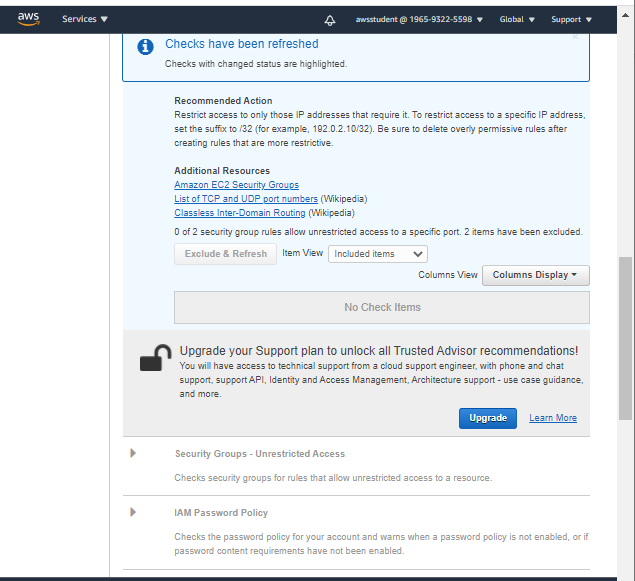 aws
Services
awsstudent @ 1965-9322-5598
Global
Support
Checks have been refreshed
Checks with changed status are highlighted.
Recommended Action
Restrict access to only those IP addresses that require it. To restrict access to a specific IP address,
set the suffix to /32 (for example, 192.0.2.10/32). Be sure to delete overly permissive rules after
creating rules that are more restrictive.
Additional Resources
Amazon EC2 Security Groups
List of TCP and UDP port numbers (Wikipedia)
Classless Inter-Domain Routing (Wikipedia)
0 of 2 security group rules allow unrestricted access to a specific port. 2 items have been excluded.
Exclude & Refresh Item View Included items
Columns View Columns Display
No Check Items
Upgrade your Support plan to unlock all Trusted Advisor recommendations!
You will have access to technical support from a cloud support engineer, with phone and chat
support, support API, Identity and Access Management, Architecture support - use case guidance,
and more.
Upgrade Learn More
Security Groups - Unrestricted Access
Checks security groups for rules that allow unrestricted access to a resource.
IAM Password Policy
Checks the password policy for your account and warns when a password policy is not enabled, or if
password content requirements have not been enabled.